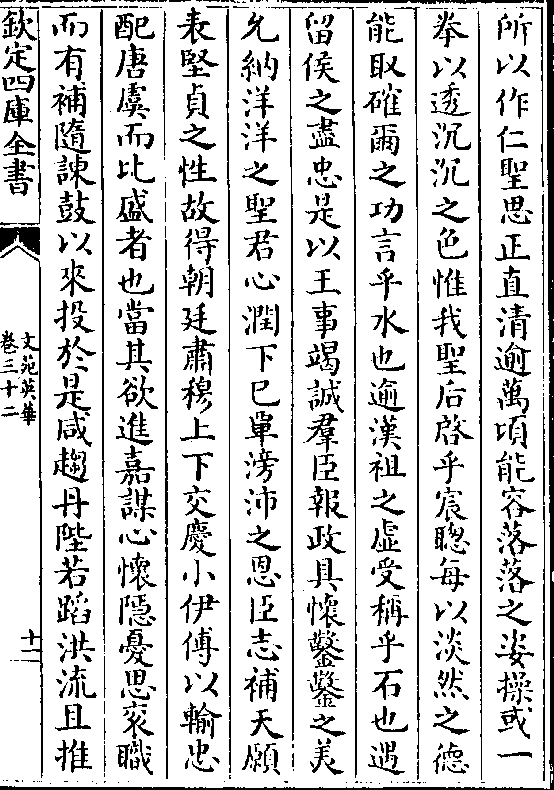 所以作仁聖思正直清逾萬頃能容落落之姿操或一
拳以透沉沉之色惟我聖后啓乎宸聰每以淡然之德
能取確爾之功言乎水也逾漢祖之虛受稱乎石也遇
留侯之盡忠是以王事竭誠羣臣報政具懷鑿鑿之美
允納洋洋之聖君心潤下已單滂沛之恩臣志補天願
表堅貞之性故得朝廷肅穆上下交慶小伊傅以輸忠
配唐虞而比盛者也當其欲進嘉謀心懷隱憂思衮職
而有補隨諫鼓以來投於是咸趨丹陛若蹈洪流且推
欽定四庫全書
文苑英華
卷三十二
十二